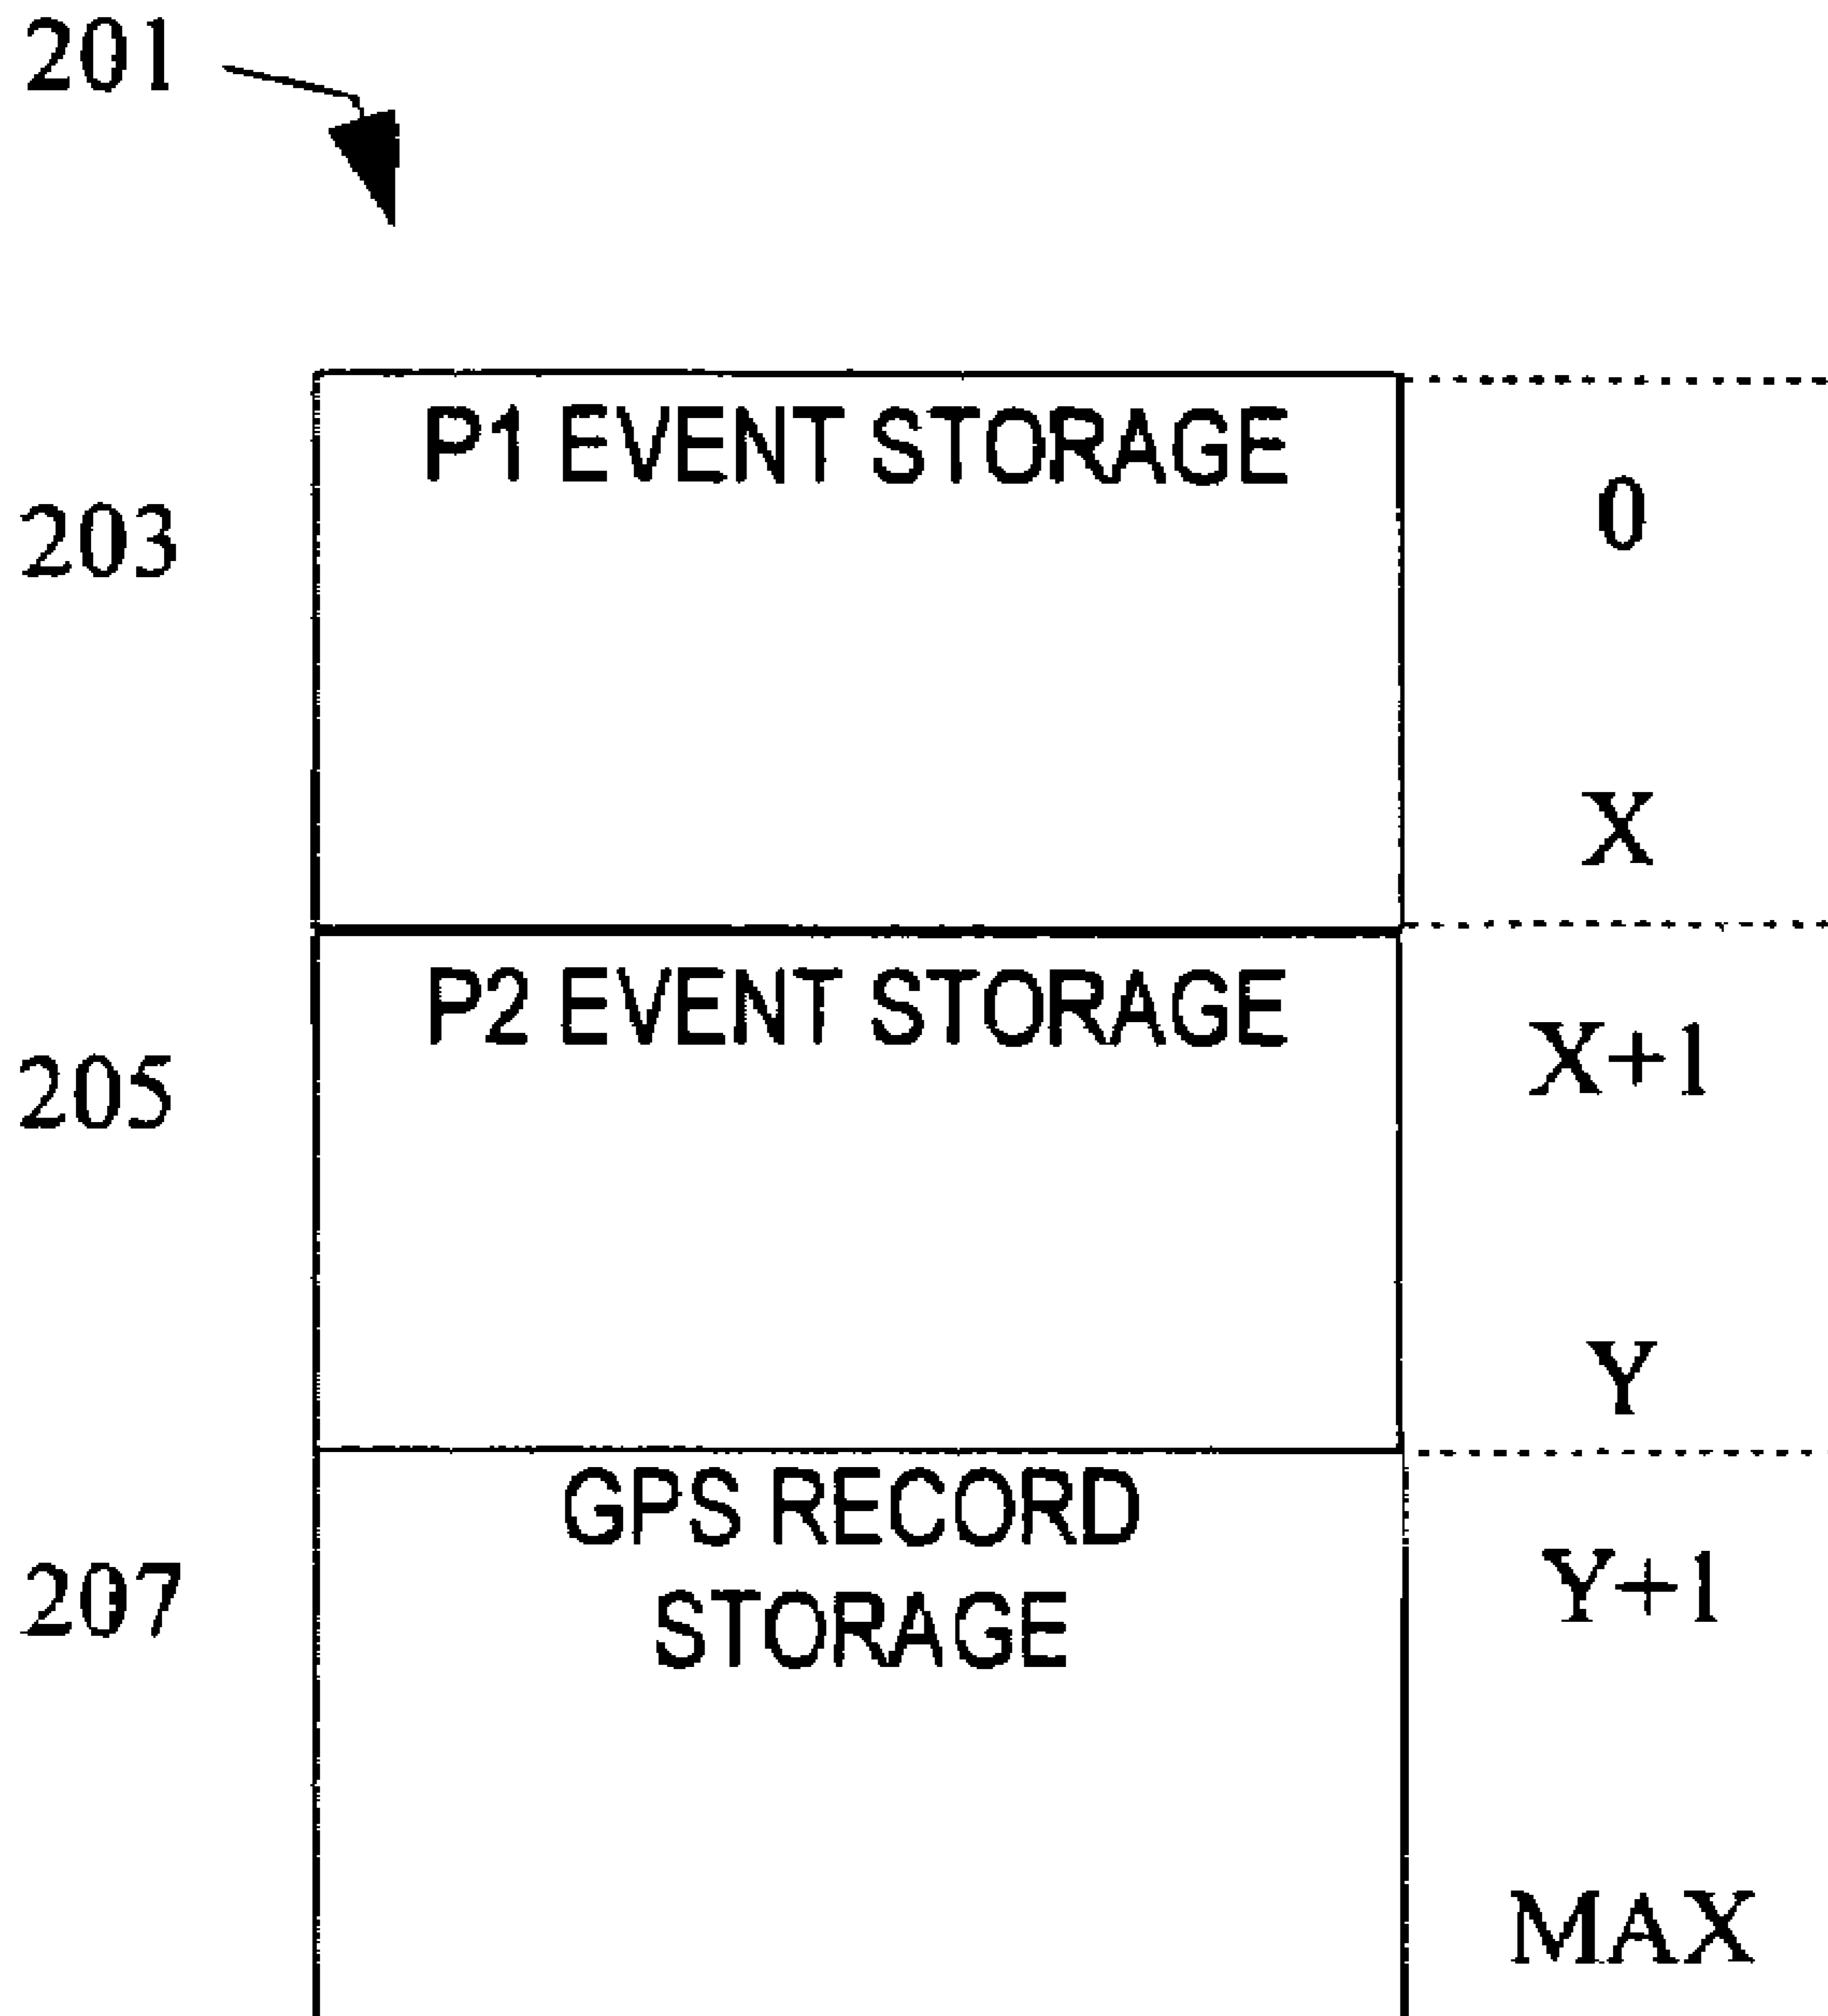 201
P1 EVENT STORAGE
203
0
X
P2 EVENT STORAGE
205
X+1
Y
GPS RECORD
STORAGE
207
Y+1
MAX